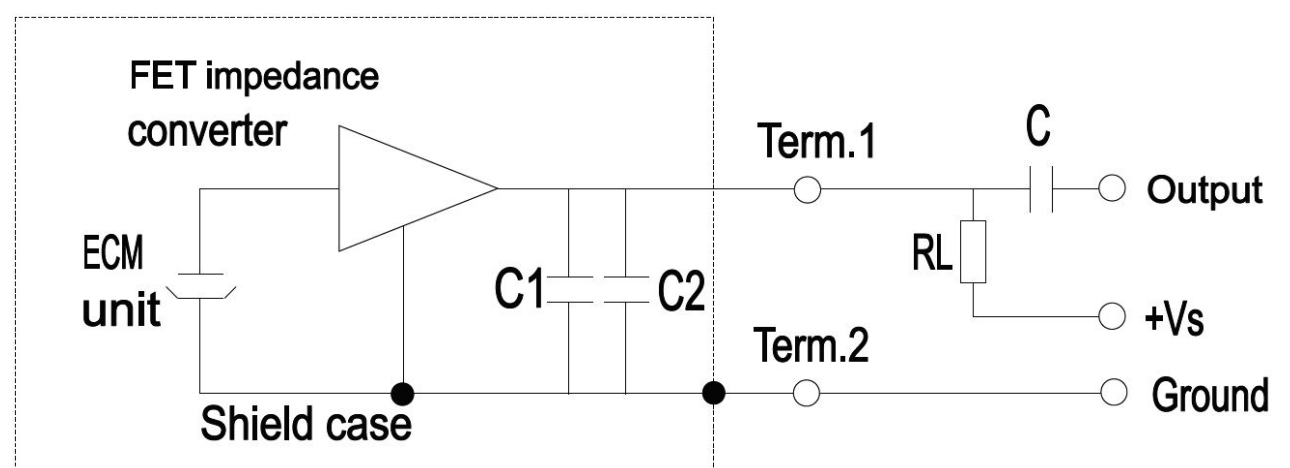 FET impedance
converter
Term.1
C
Output
ECM
unit
C1
C2
RL
+Vs
Term.2
Shield case
Ground